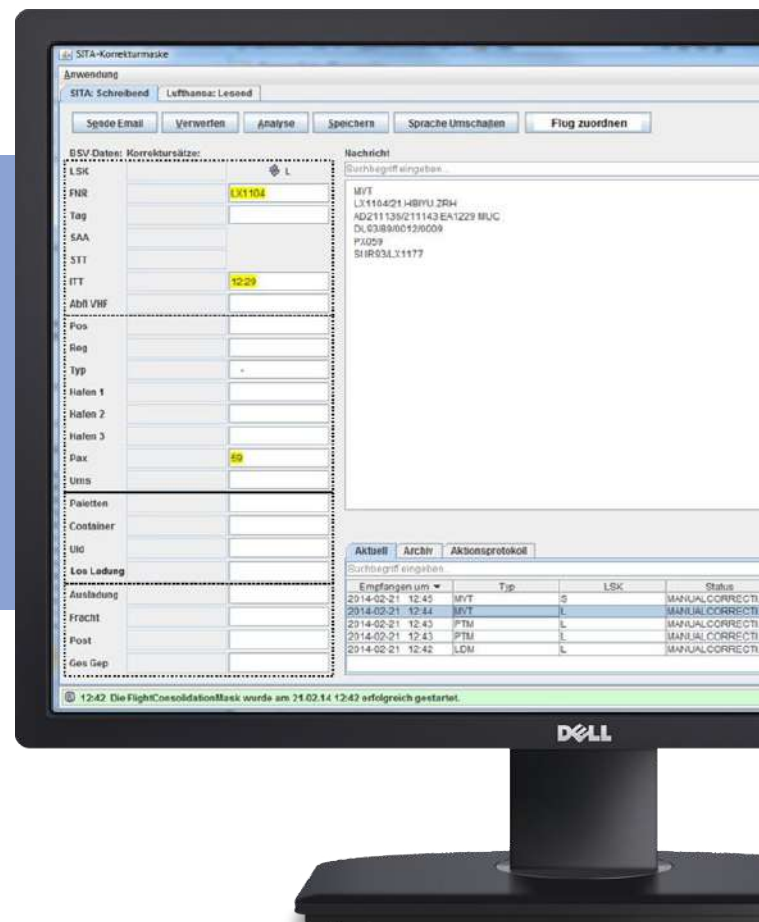 SITA-Korrekturmaske
Anwendung
SITA: Schreibend Lufthansa: Lesend
Sende Email Verwerfen Analyse Speichern Sprache Umschalten Flug zuordnen
BSV-Daten: Korrektursätze: Nachricht
Suchbegriff eingeben...
LSK L
FNR LX1104
Tag
SAA
STT
ITT 12:29
Abfl VHF
Pos
Reg
Typ -
Hafen 1
Hafen 2
Hafen 3
Pax 59
Ums
Paletten
Container
Uld
Los Ladung
Ausladung
Fracht
Post
Ges Gep
MVT
LX1104/21.HBIYU.ZRH
AD211135/211143 EA1229 MUC
DL93/89/0012/0009
PX059
LX1177
Aktuell Archiv Aktionsprotokoll
Suchbegriff eingeben...
Empfangen um Typ LSK Status
2014-02-21 12:45 MVT S MANUALCORRECTI
2014-02-21 12:44 MVT L MANUALCORRECTI
2014-02-21 12:43 PTM L MANUALCORRECTI
2014-02-21 12:43 PTM L MANUALCORRECTI
2014-02-21 12:42 LDM L MANUALCORRECTI
12:42 Die FlightConsolidationMask wurde am 21.02.14 12:42 erfolgreich gestartet.
DELL